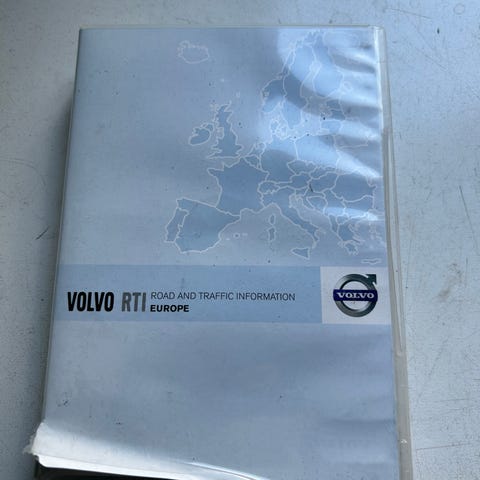 VOLVO RTI ROAD AND TRAFFIC INFORMATION
EUROPE
VOLVO